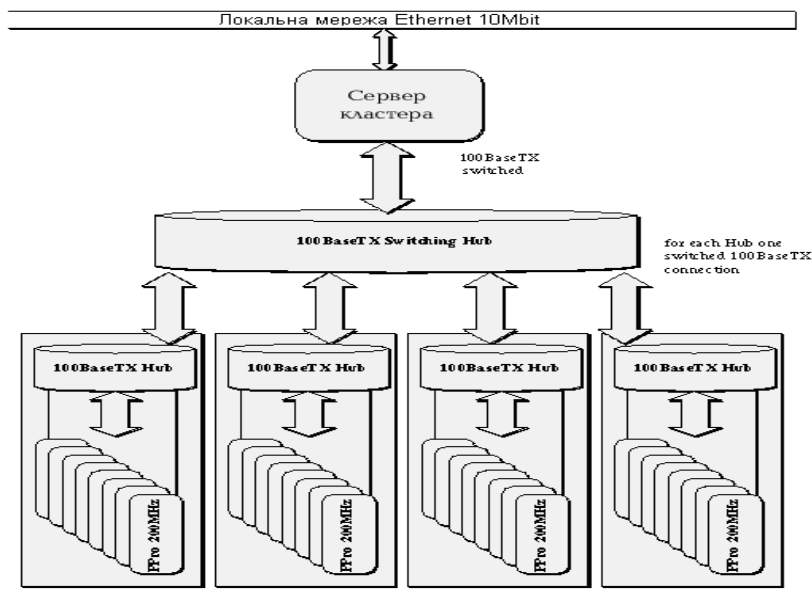 Локальна мережа Ethernet 10Mbit
Сервер
кластера
100BaseTX
switched
100BaseTX Switching Hub
for each Hub one
switched 100BaseTX
connection
100BaseTX Hub
100BaseTX Hub
100BaseTX Hub
100BaseTX Hub
PPro 200MHz
PPro 200MHz
PPro 200MHz
PPro 200MHz